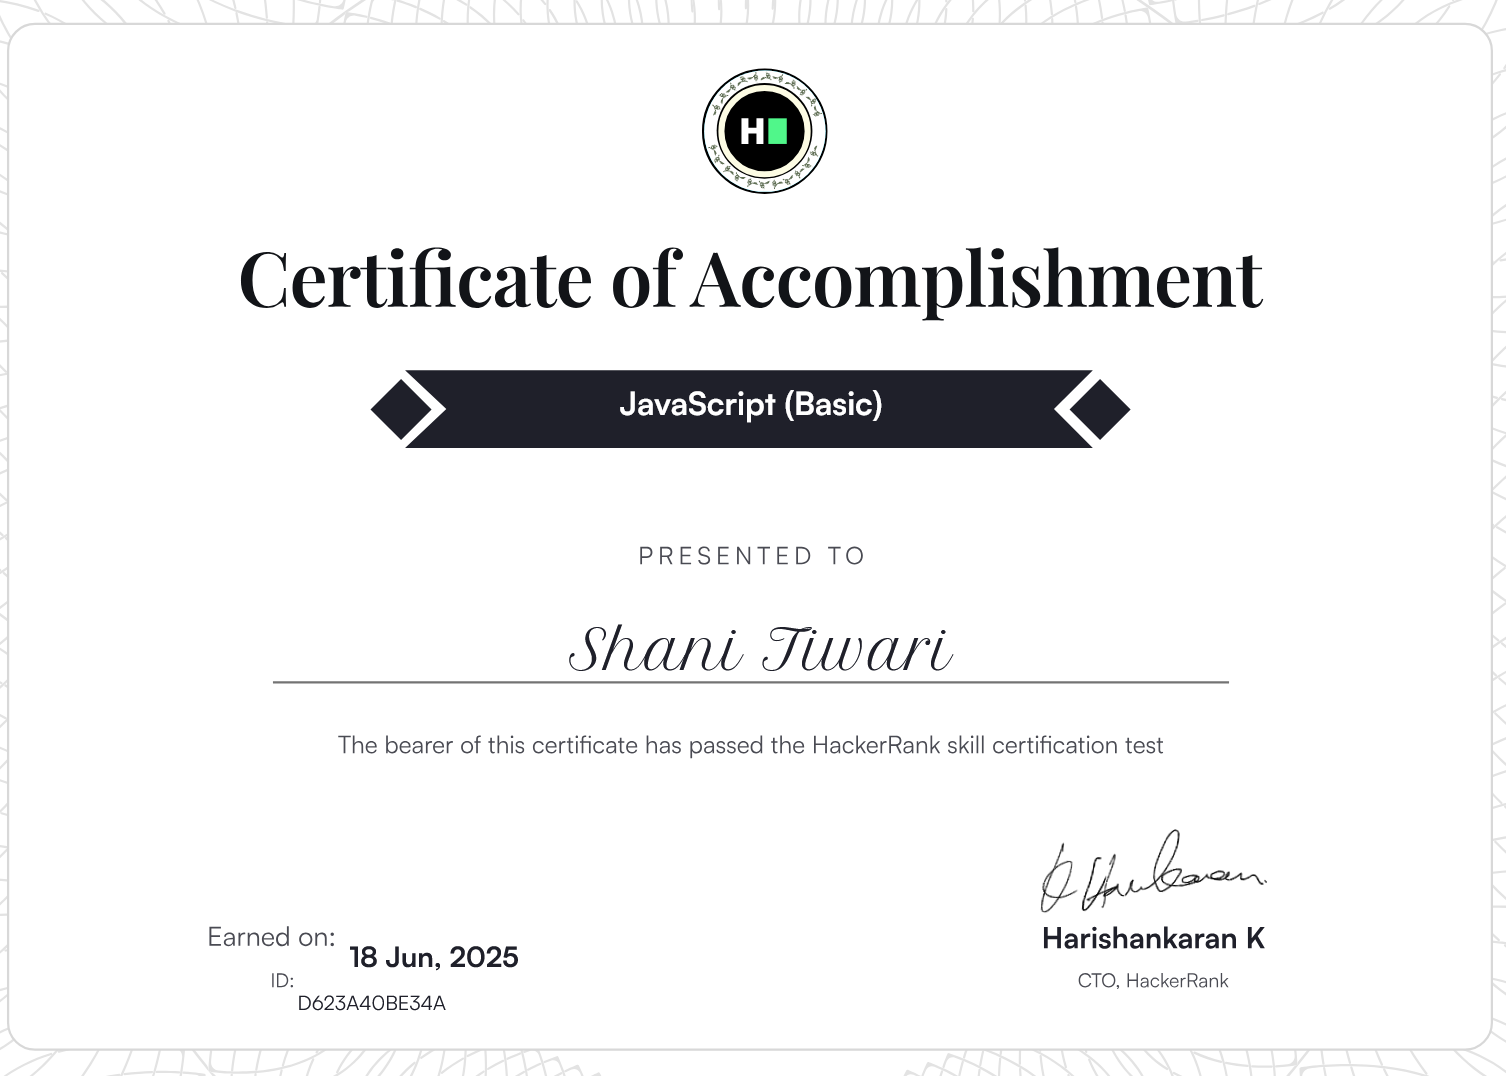 H
Certificate of Accomplishment
JavaScript (Basic)
PRESENTED TO
Shani Tiwari
The bearer of this certificate has passed the HackerRank skill certification test
Earned on: 18 Jun, 2025
ID: D623A40BE34A
Harishankaran K
CTO, HackerRank